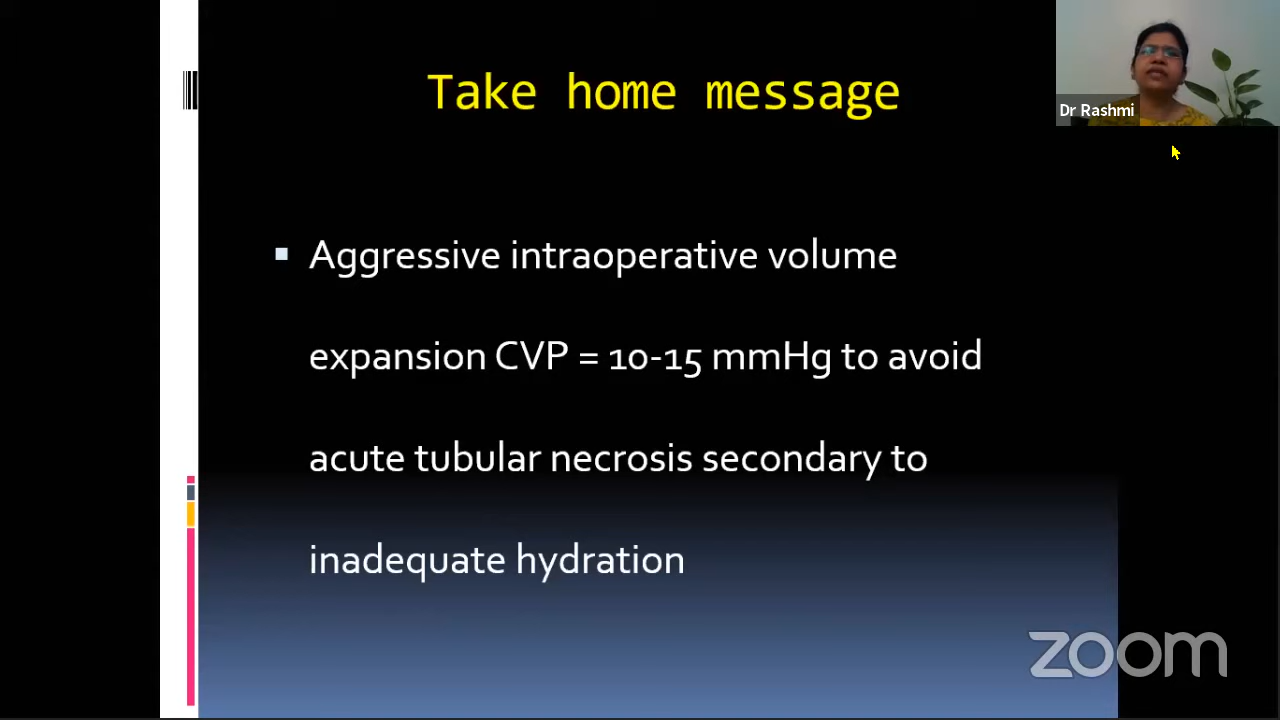 Take home message
Dr Rashmi
Aggressive intraoperative volume
expansion CVP = 10-15 mmHg to avoid
acute tubular necrosis secondary to
inadequate hydration
zoom